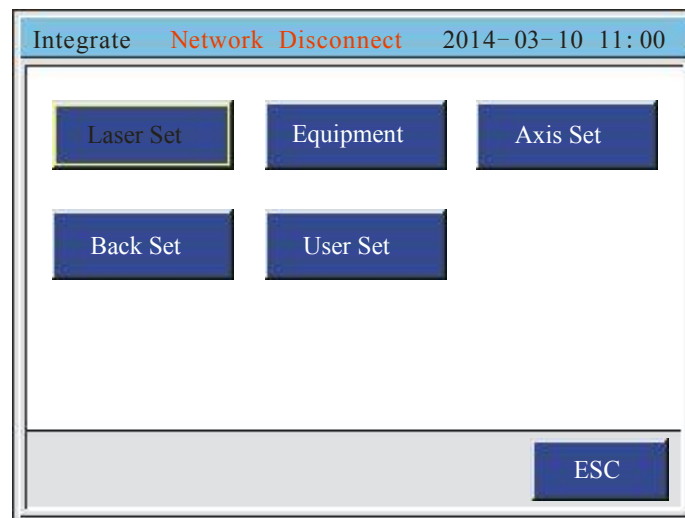 Integrate Network Disconnect 2014-03-10 11:00
Laser Set Equipment Axis Set
Back Set User Set
ESC